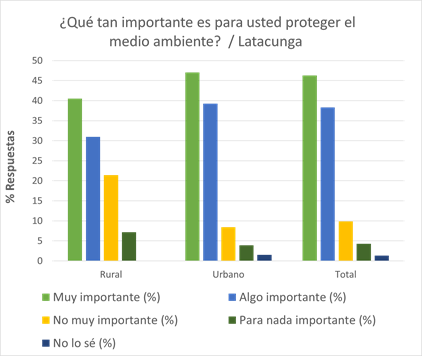 ¿Qué tan importante es para usted proteger el
medio ambiente?  / Latacunga
% Respuestas
50
45
40
35
30
25
20
15
10
5
0
Rural Urbano Total
Muy importante (%) Algo importante (%)
No muy importante (%) Para nada importante (%)
No lo sé (%)